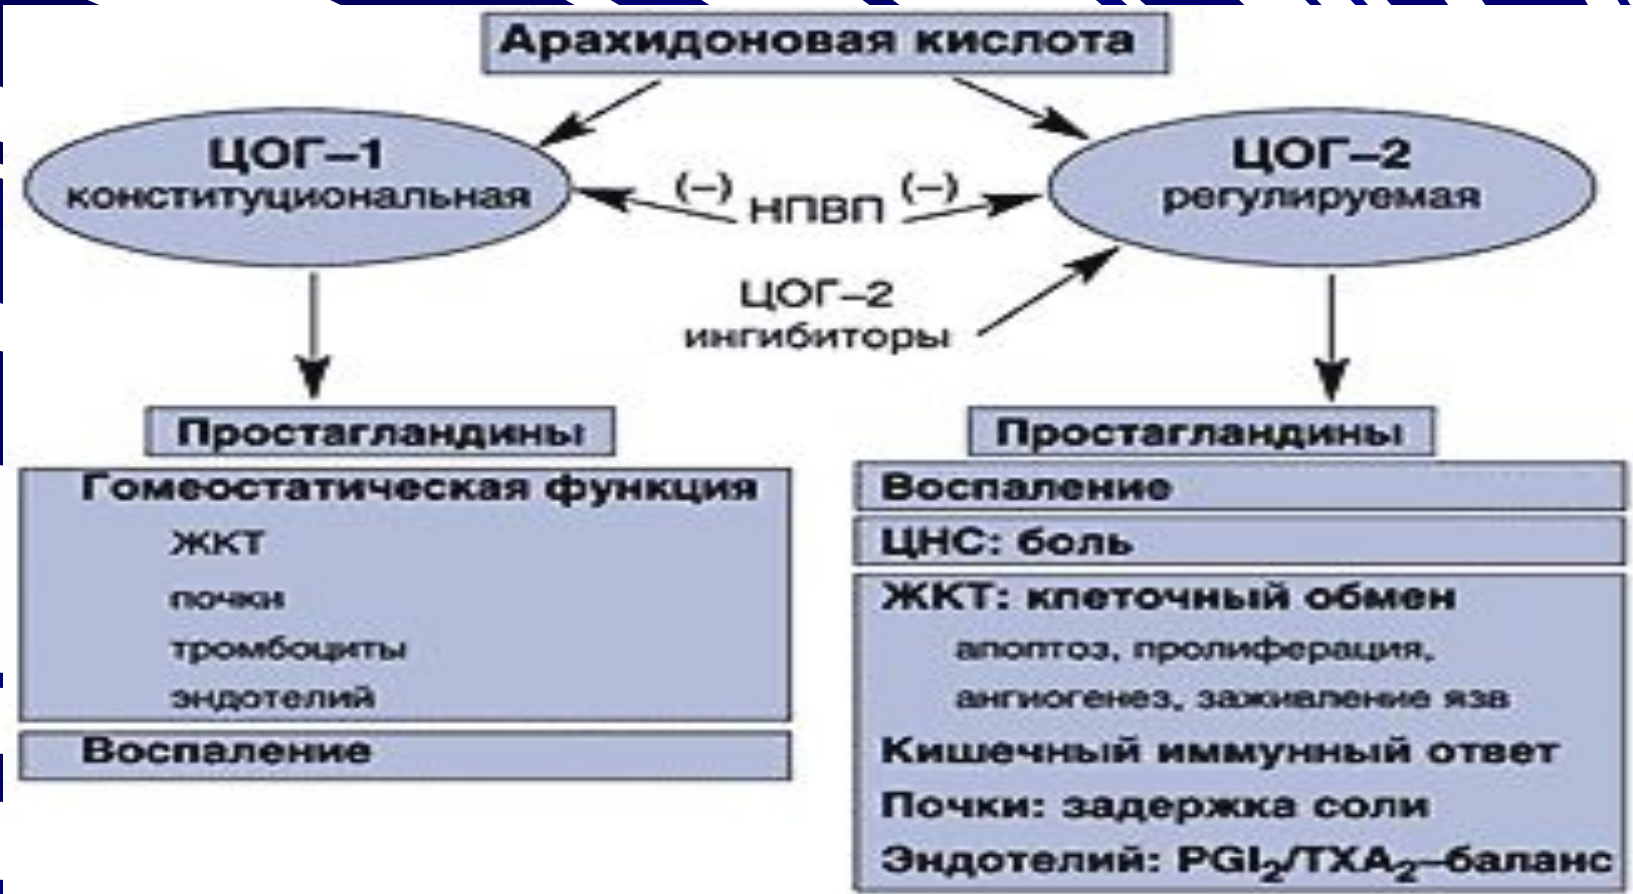 Арахидоновая кислота
ЦОГ–1
конституциональная
(–) НПВП (–)
ЦОГ–2
регулируемая
ЦОГ–2
ингибиторы
Простагландины
Гомеостатическая функция
ЖКТ
почки
тромбоциты
эндотелий
Воспаление
Простагландины
Воспаление
ЦНС: боль
ЖКТ: клеточный обмен
апоптоз, пролиферация,
ангиогенез, заживление язв
Кишечный иммунный ответ
Почки: задержка соли
Эндотелий: PGI₂/TXA₂–баланс